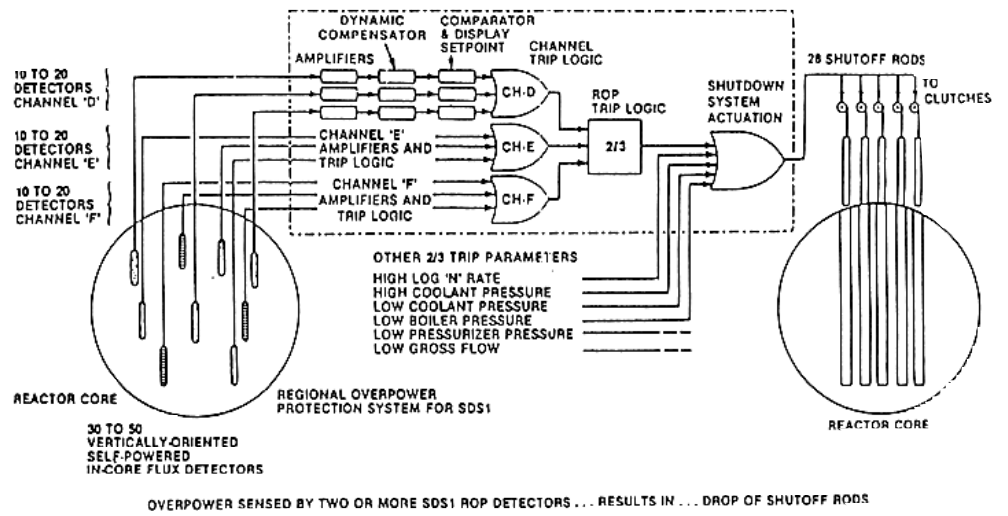 DYNAMIC
COMPENSATOR
COMPARATOR
& DISPLAY
SETPOINT
AMPLIFIERS
CHANNEL
TRIP LOGIC
10 TO 20
DETECTORS
CHANNEL 'D'
CH-D
10 TO 20
DETECTORS
CHANNEL 'E'
CHANNEL 'E'
AMPLIFIERS AND
TRIP LOGIC
CH-E
10 TO 20
DETECTORS
CHANNEL 'F'
CHANNEL 'F'
AMPLIFIERS AND
TRIP LOGIC
CH-F
ROP
TRIP LOGIC
2/3
SHUTDOWN
SYSTEM
ACTUATION
28 SHUTOFF RODS
TO
CLUTCHES
OTHER 2/3 TRIP PARAMETERS
HIGH LOG 'N' RATE
HIGH COOLANT PRESSURE
LOW COOLANT PRESSURE
LOW BOILER PRESSURE
LOW PRESSURIZER PRESSURE
LOW GROSS FLOW
REACTOR CORE
REGIONAL OVERPOWER
PROTECTION SYSTEM FOR SDS1
30 TO 50
VERTICALLY-ORIENTED
SELF-POWERED
IN-CORE FLUX DETECTORS
REACTOR CORE
OVERPOWER SENSED BY TWO OR MORE SDS1 ROP DETECTORS ... RESULTS IN ... DROP OF SHUTOFF RODS